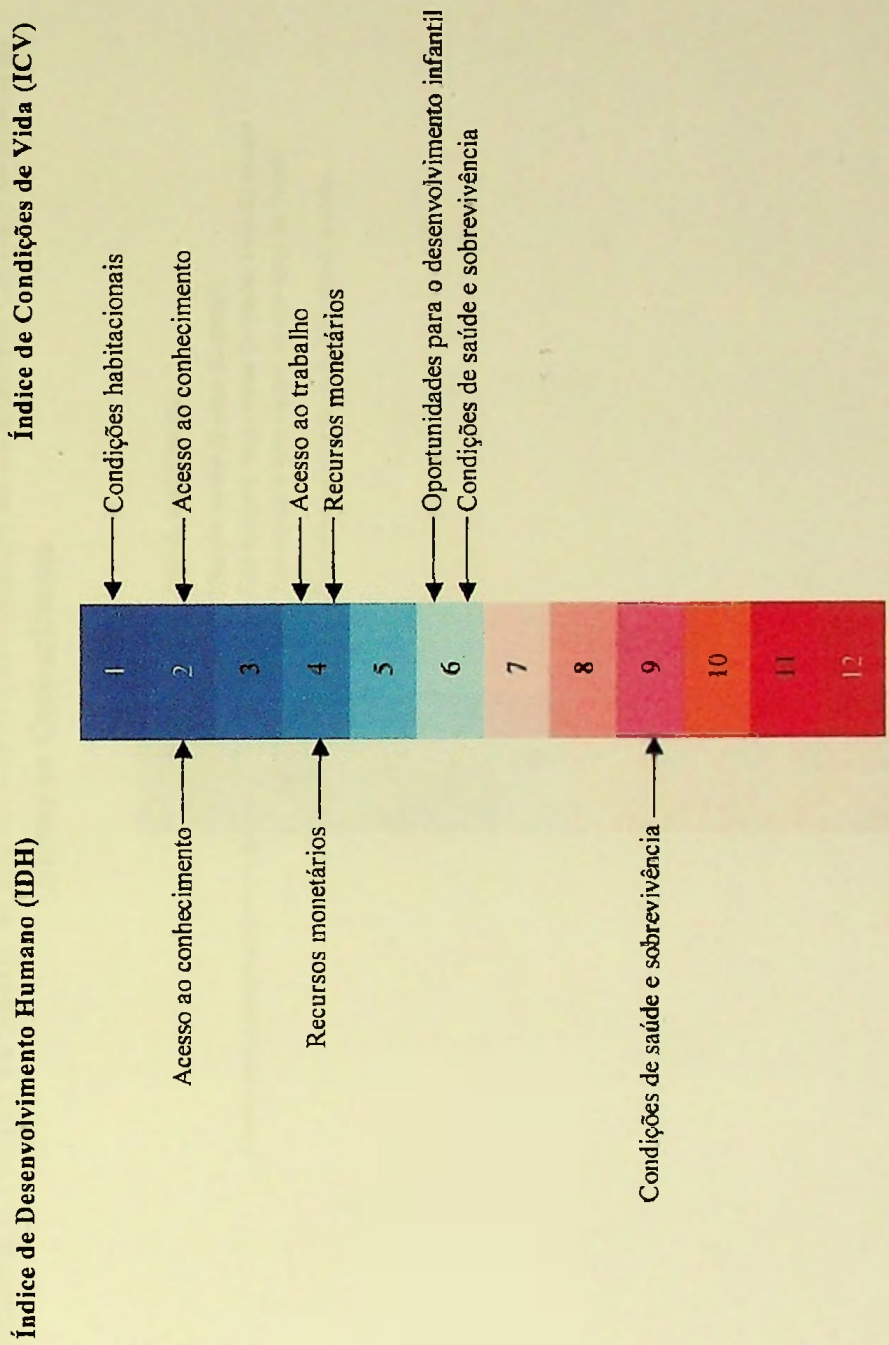 Índice de Desenvolvimento Humano (IDH)
Índice de Condições de Vida (ICV)
1
2
3
4
5
6
7
8
9
10
11
12
Acesso ao conhecimento
Recursos monetários
Condições de saúde e sobrevivência
Condições habitacionais
Acesso ao conhecimento
Acesso ao trabalho
Recursos monetários
Oportunidades para o desenvolvimento infantil
Condições de saúde e sobrevivência